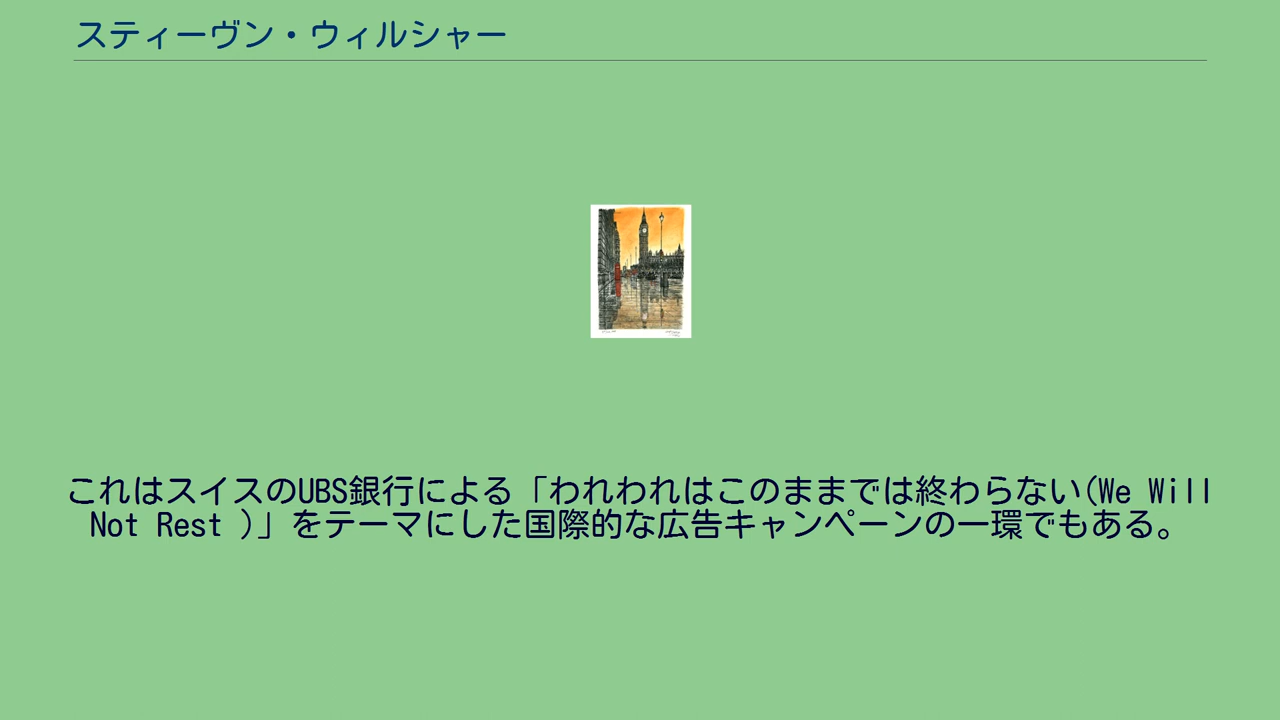 スティーヴン・ウィルシャー
これはスイスのUBS銀行による「われわれはこのままでは終わらない(We Will
Not Rest )」をテーマにした国際的な広告キャンペーンの一環でもある。